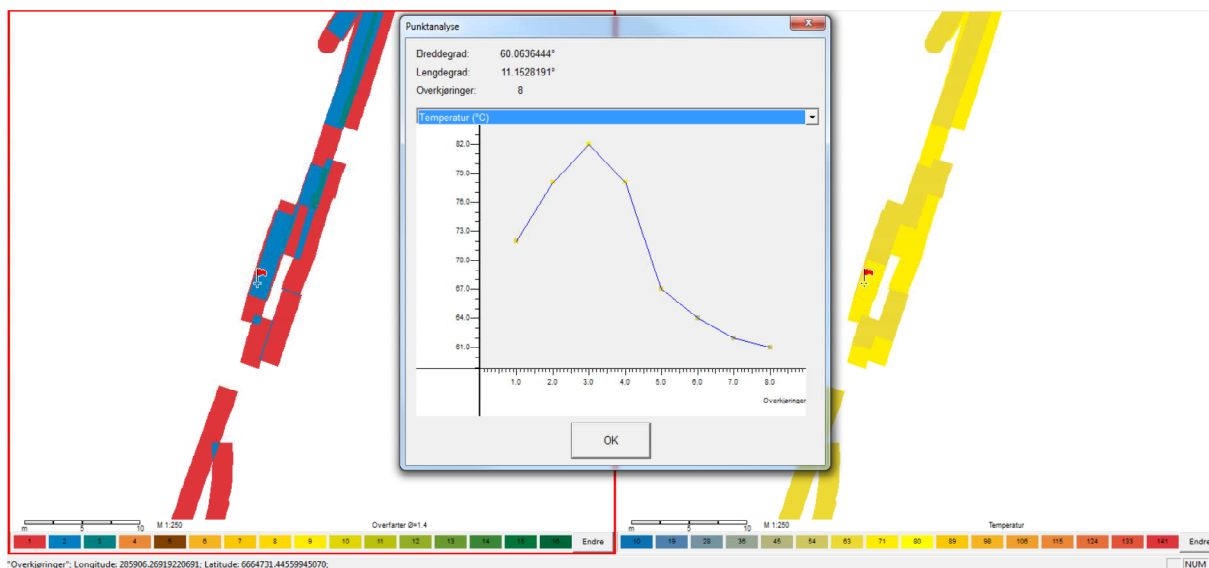 Punktanalyse
Breddegrad: 60.0636444°
Lengdegrad: 11.1528191°
Overkjøringer: 8
Temperatur (°C)
82.0
79.0
76.0
73.0
70.0
67.0
64.0
61.0
1.0 2.0 3.0 4.0 5.0 6.0 7.0 8.0
Overkjøringer
OK
m 5 10 M 1:250 Overfarter Ø=1.4
m 5 10 M 1:250 Temperatur
1 2 3 4 5 6 7 8 9 10 11 12 13 14 15 16 Endre
10 19 28 36 45 54 63 71 80 89 98 106 115 124 133 141 Endre
"Overkjøringer"; Longitude: 285906.26919220691; Latitude: 6664731.44559945070;
NUM